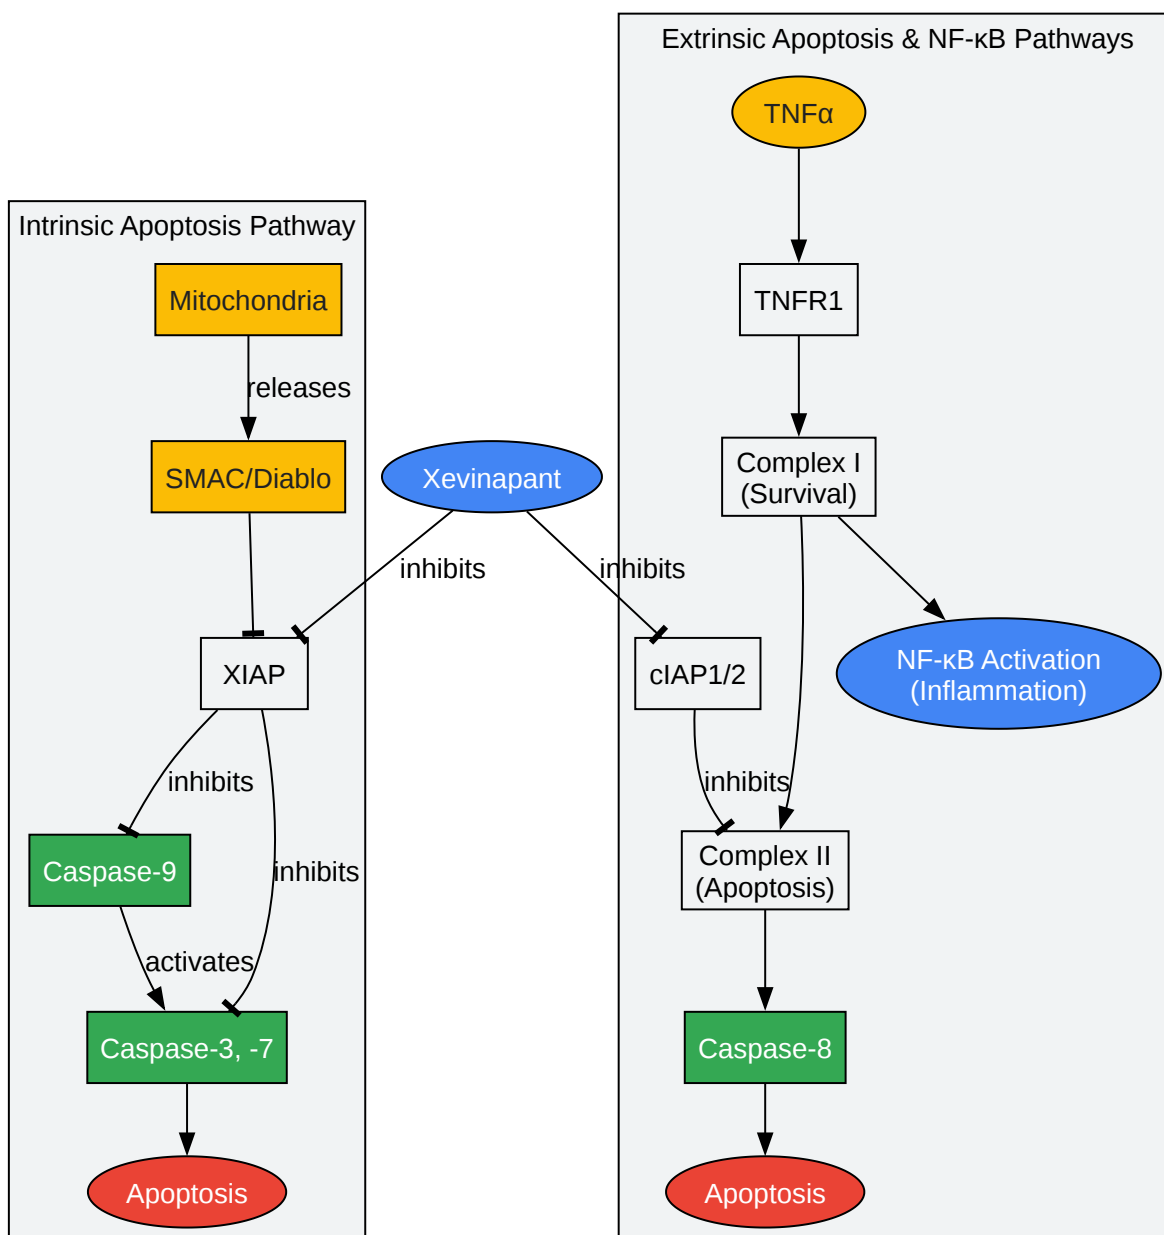 Extrinsic Apoptosis & NF-κB Pathways
TNFα
TNFR1
Complex I
(Survival)
NF-κB Activation
(Inflammation)
Intrinsic Apoptosis Pathway
Mitochondria
releases
SMAC/Diablo
Xevinapant
inhibits
inhibits
XIAP
cIAP1/2
inhibits
inhibits
inhibits
Caspase-9
Complex II
(Apoptosis)
activates
Caspase-3, -7
Caspase-8
Apoptosis
Apoptosis